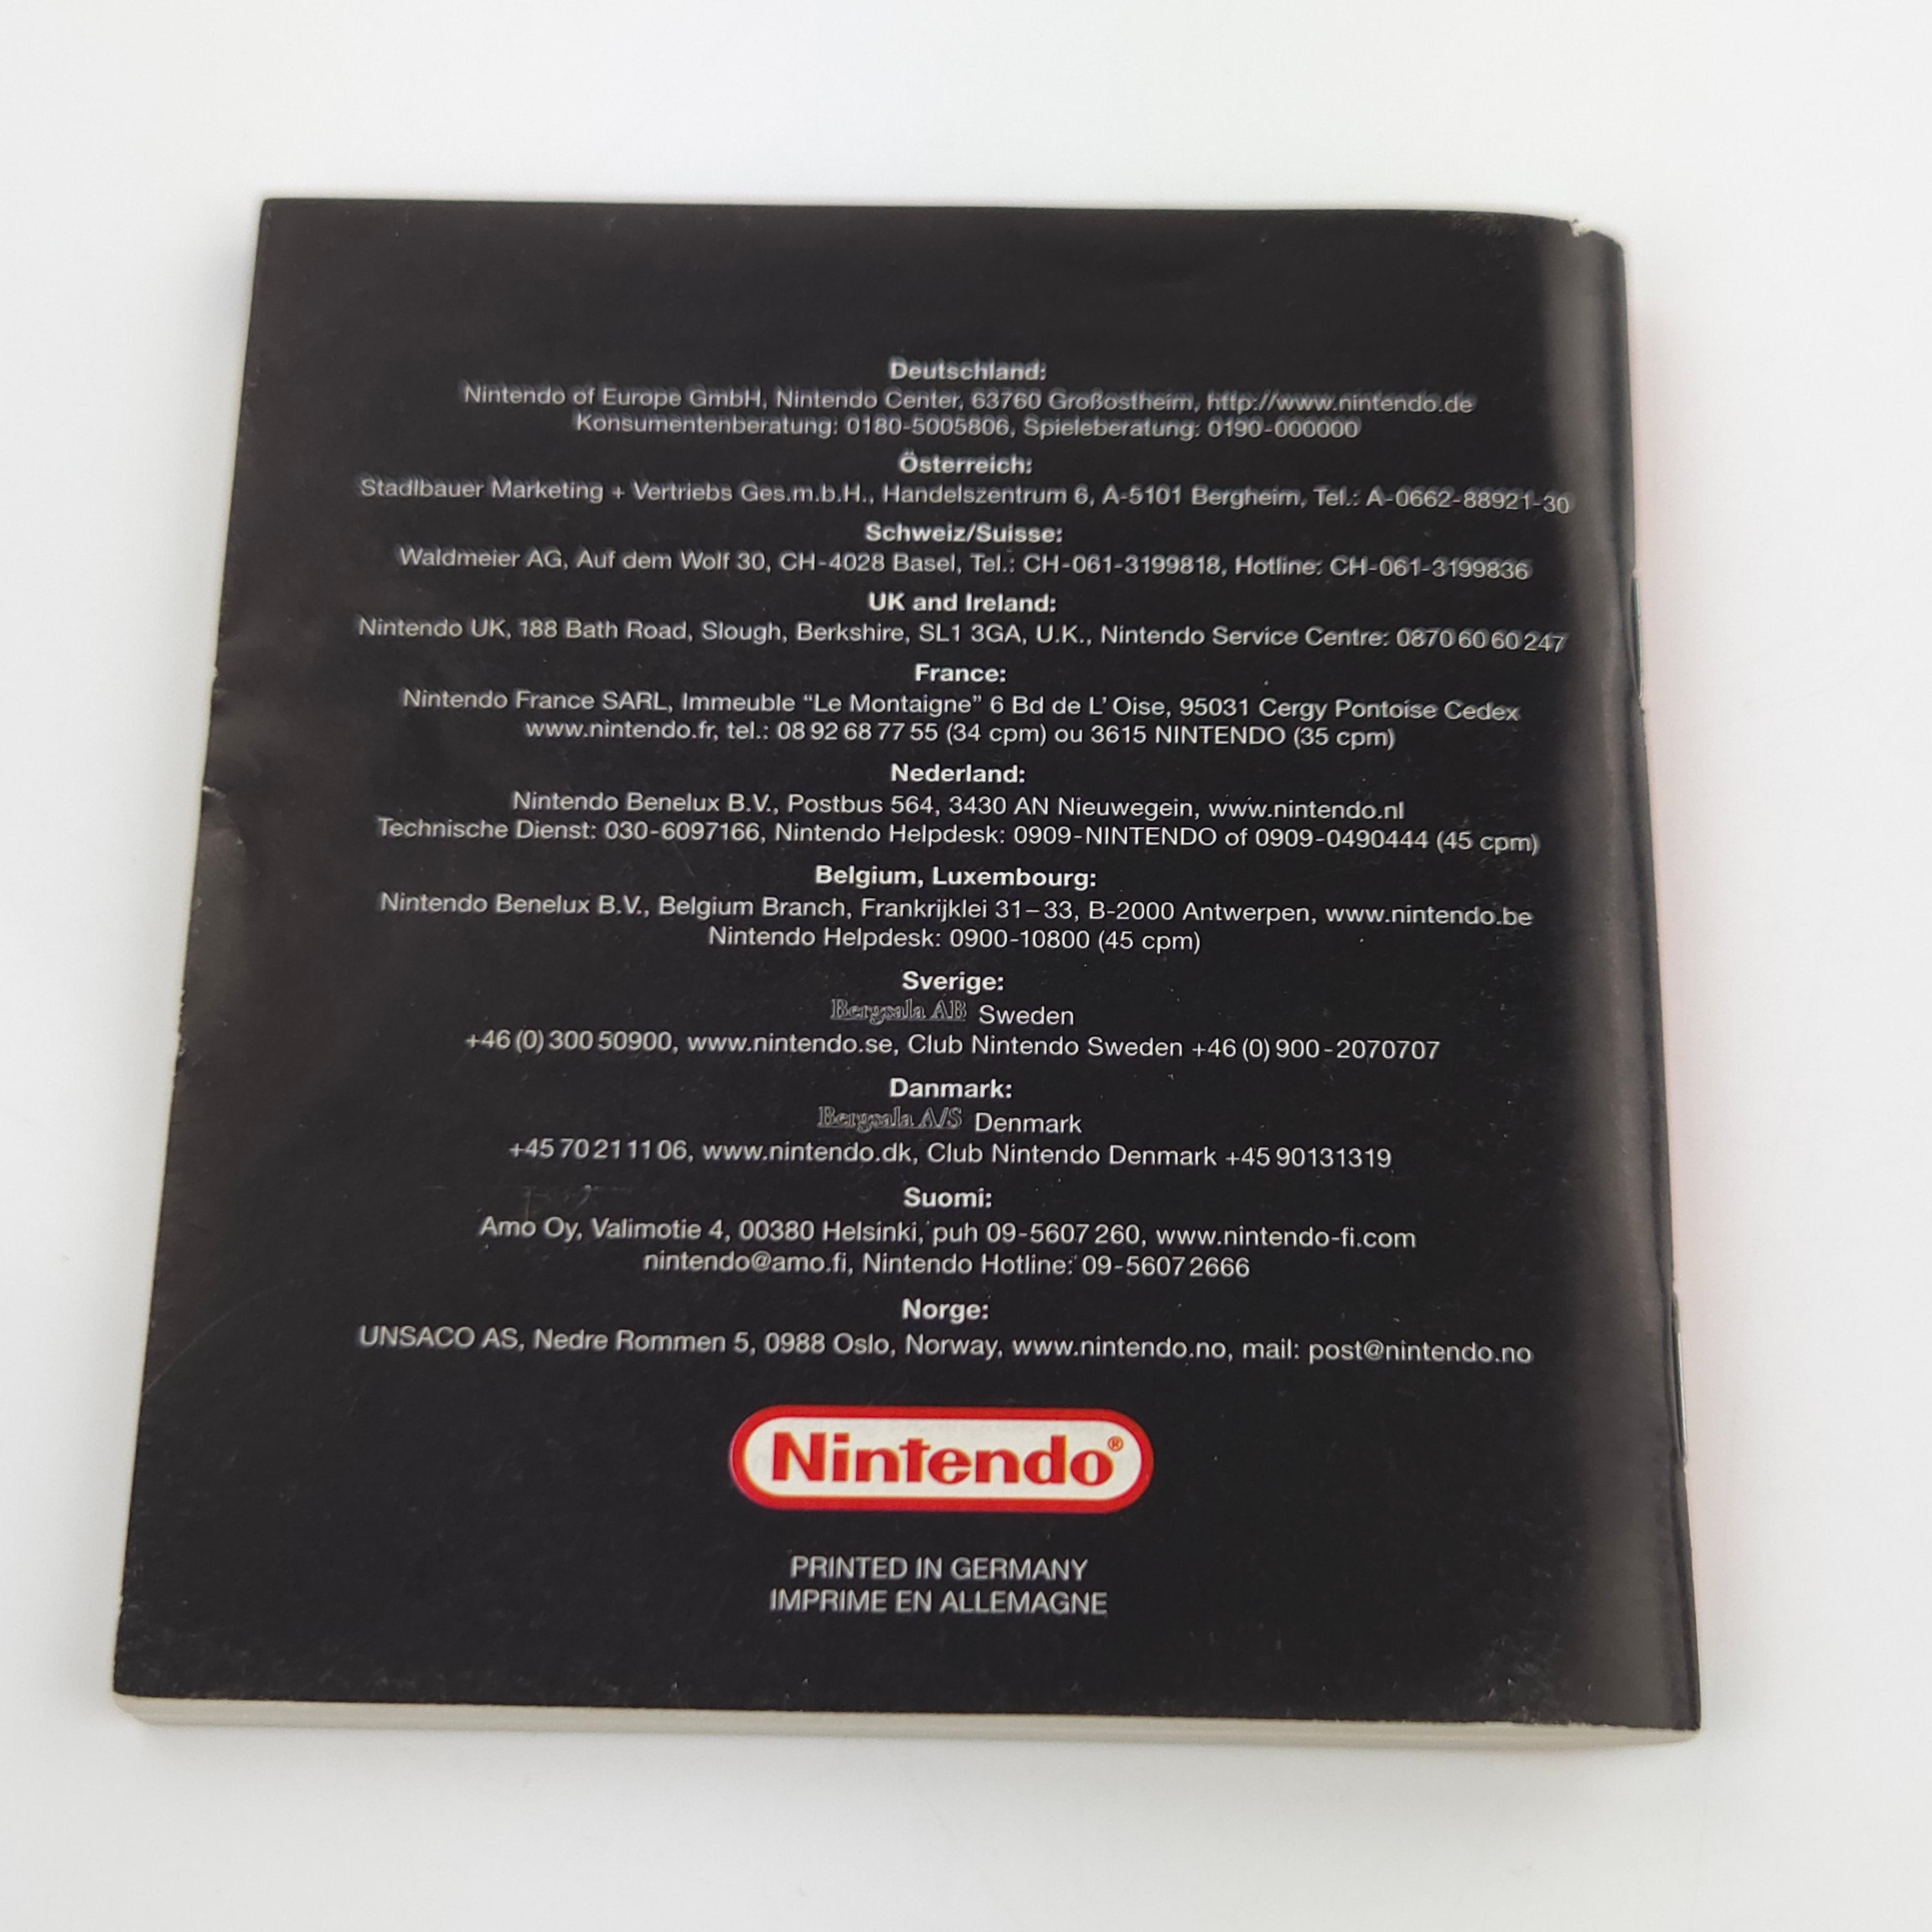 Deutschland:
Nintendo of Europe GmbH, Nintendo Center, 63760 Großostheim, http://www.nintendo.de
Konsumentenberatung: 0180-5005806, Spieleberatung: 0190-000000
Österreich:
Stadlbauer Marketing + Vertriebs Ges.m.b.H., Handelszentrum 6, A-5101 Bergheim, Tel.: A-0662-88921-30
Schweiz/Suisse:
Waldmeier AG, Auf dem Wolf 30, CH-4028 Basel, Tel.: CH-061-3199818, Hotline: CH-061-3199836
UK and Ireland:
Nintendo UK, 188 Bath Road, Slough, Berkshire, SL1 3GA, U.K., Nintendo Service Centre: 0870 60 60 247
France:
Nintendo France SARL, Immeuble “Le Montaigne” 6 Bd de L’ Oise, 95031 Cergy Pontoise Cedex
www.nintendo.fr, tel.: 08 92 68 77 55 (34 cpm) ou 3615 NINTENDO (35 cpm)
Nederland:
Nintendo Benelux B.V., Postbus 564, 3430 AN Nieuwegein, www.nintendo.nl
Technische Dienst: 030-6097166, Nintendo Helpdesk: 0909-NINTENDO of 0909-0490444 (45 cpm)
Belgium, Luxembourg:
Nintendo Benelux B.V., Belgium Branch, Frankrijklei 31–33, B-2000 Antwerpen, www.nintendo.be
Nintendo Helpdesk: 0900-10800 (45 cpm)
Sverige:
Bergsala AB Sweden
+46 (0) 300 50900, www.nintendo.se, Club Nintendo Sweden +46 (0) 900-2070707
Danmark:
Bergsala A/S Denmark
+45 70 21 11 06, www.nintendo.dk, Club Nintendo Denmark +45 90131319
Suomi:
Amo Oy, Valimotie 4, 00380 Helsinki, puh 09-5607 260, www.nintendo-fi.com
nintendo@amo.fi, Nintendo Hotline: 09-5607 2666
Norge:
UNSACO AS, Nedre Rommen 5, 0988 Oslo, Norway, www.nintendo.no, mail: post@nintendo.no
Nintendo®
PRINTED IN GERMANY
IMPRIME EN ALLEMAGNE